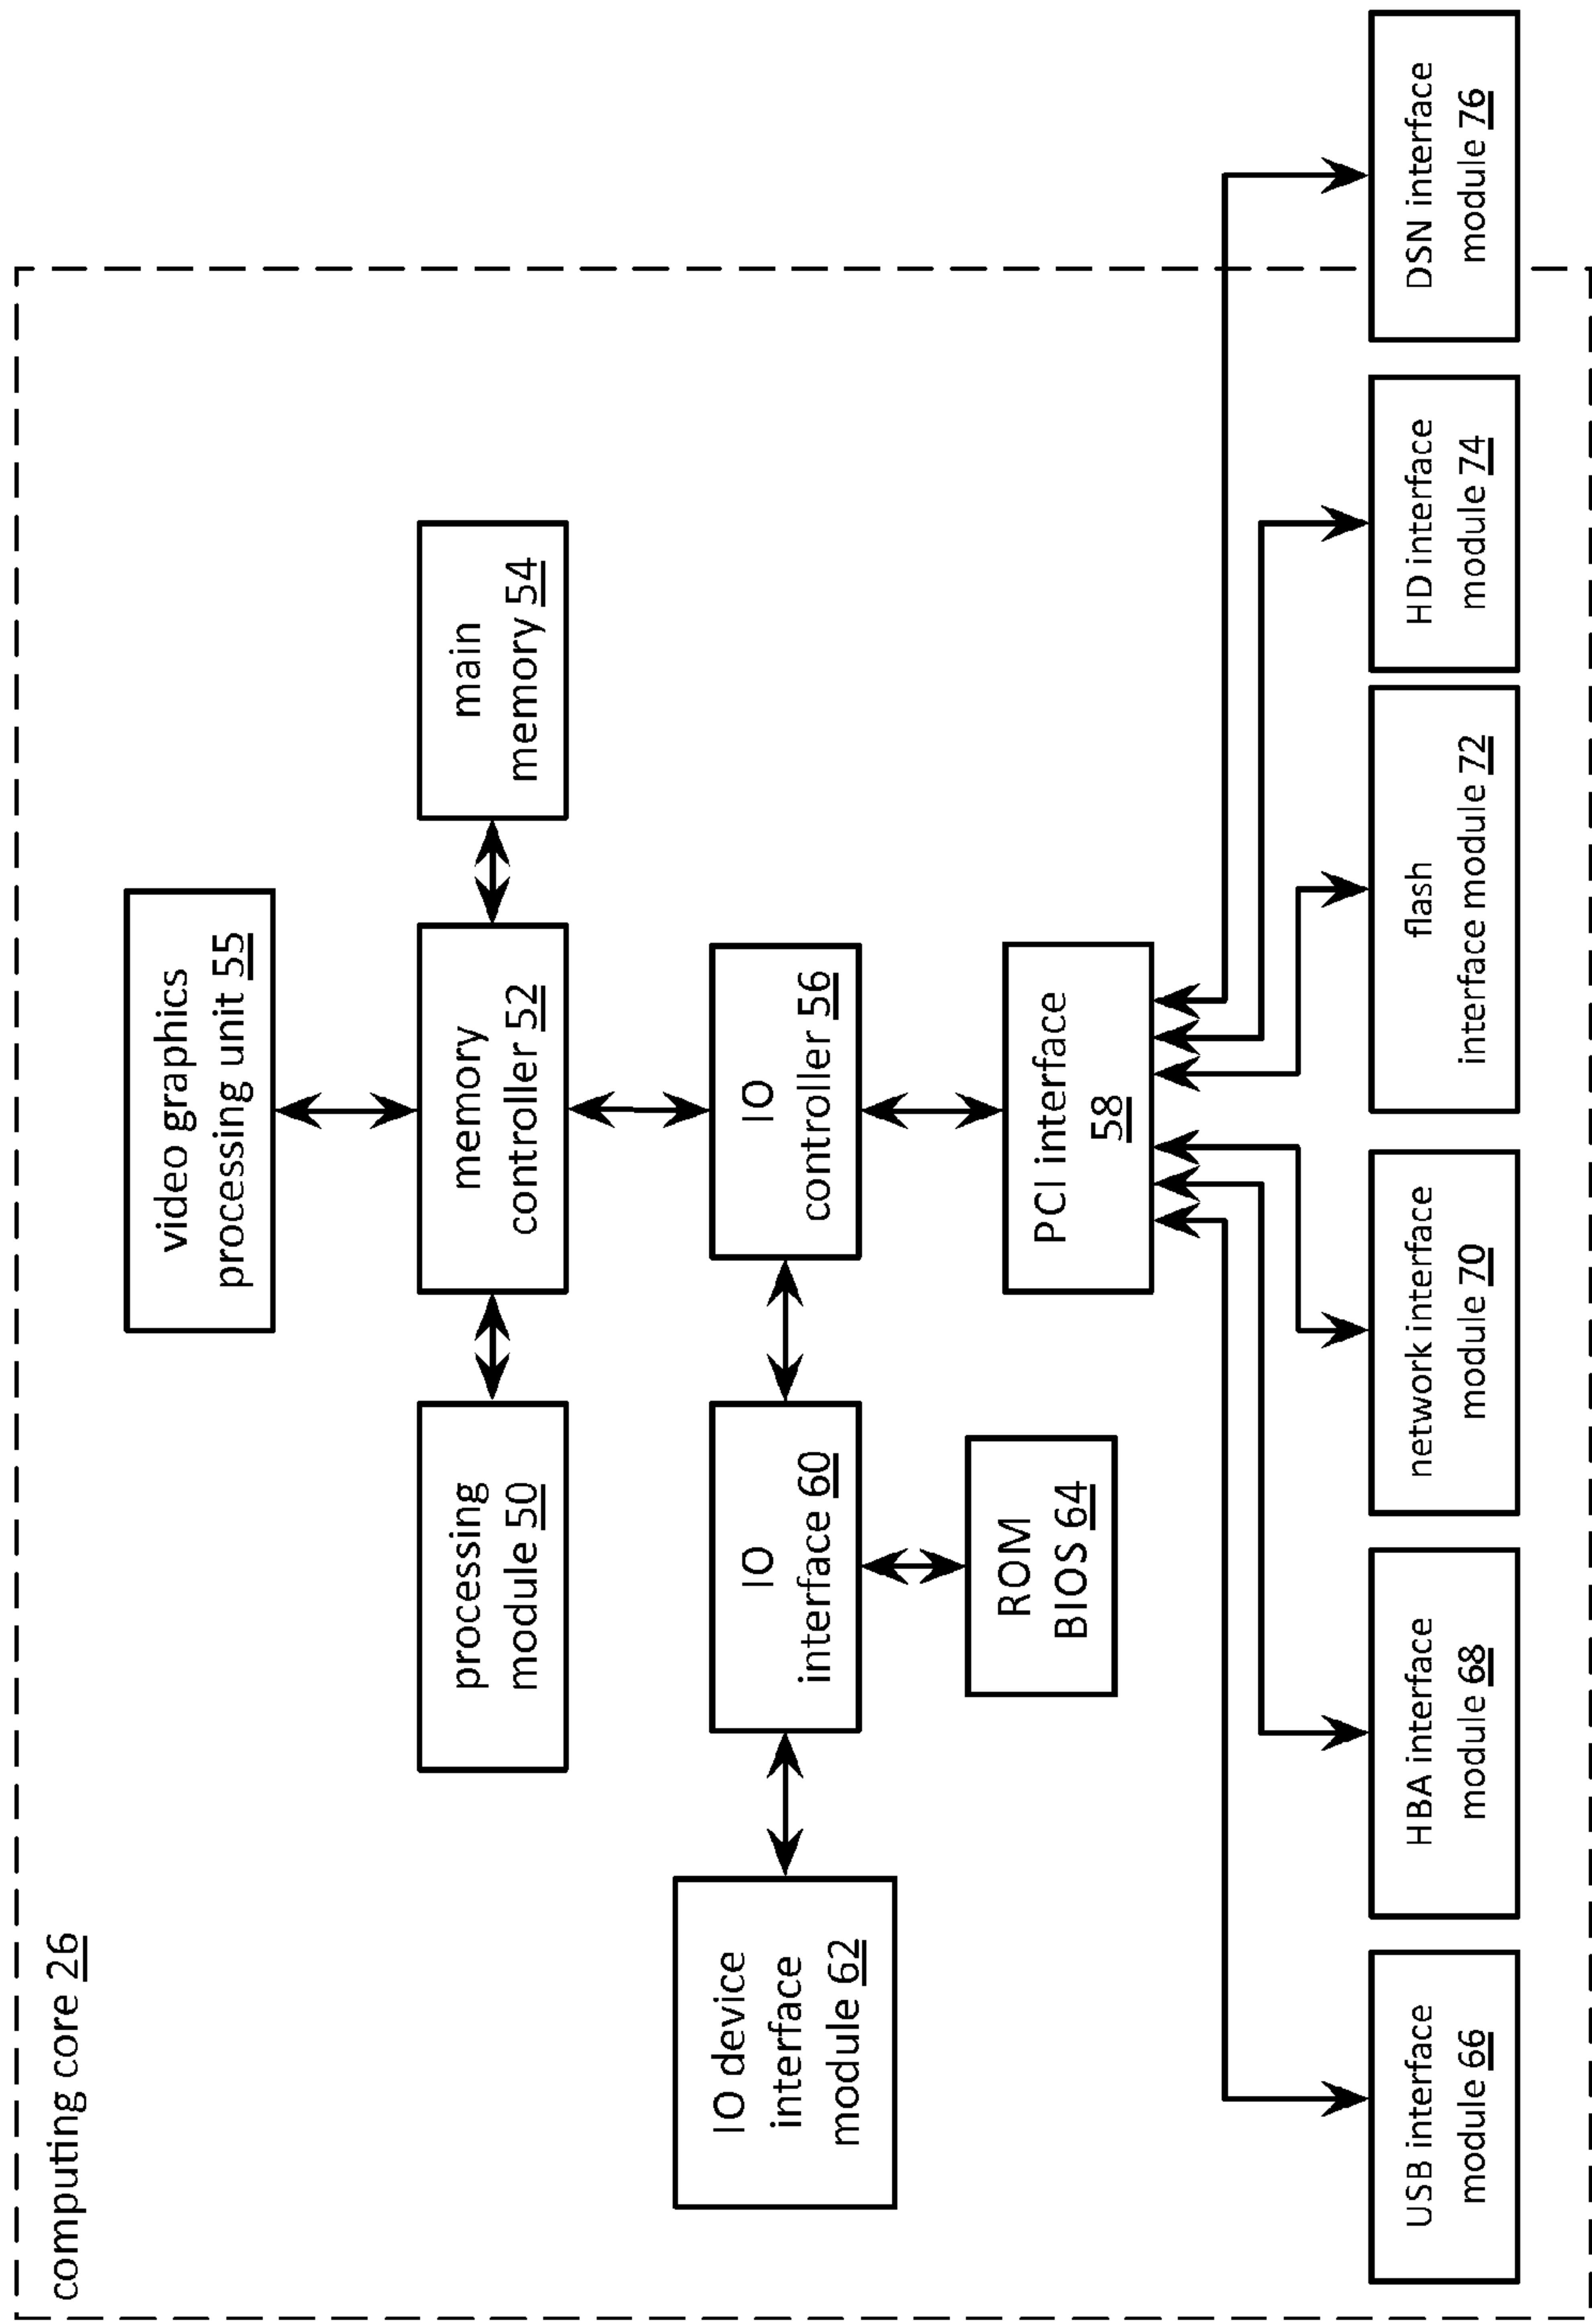 computing core 26
video graphics
processing unit 55
processing
module 50
memory
controller 52
main
memory 54
IO device
interface
module 62
IO
interface 60
IO
controller 56
ROM
BIOS 64
PCI interface
58
USB interface
module 66
HBA interface
module 68
network interface
module 70
flash
interface module 72
HD interface
module 74
DSN interface
module 76